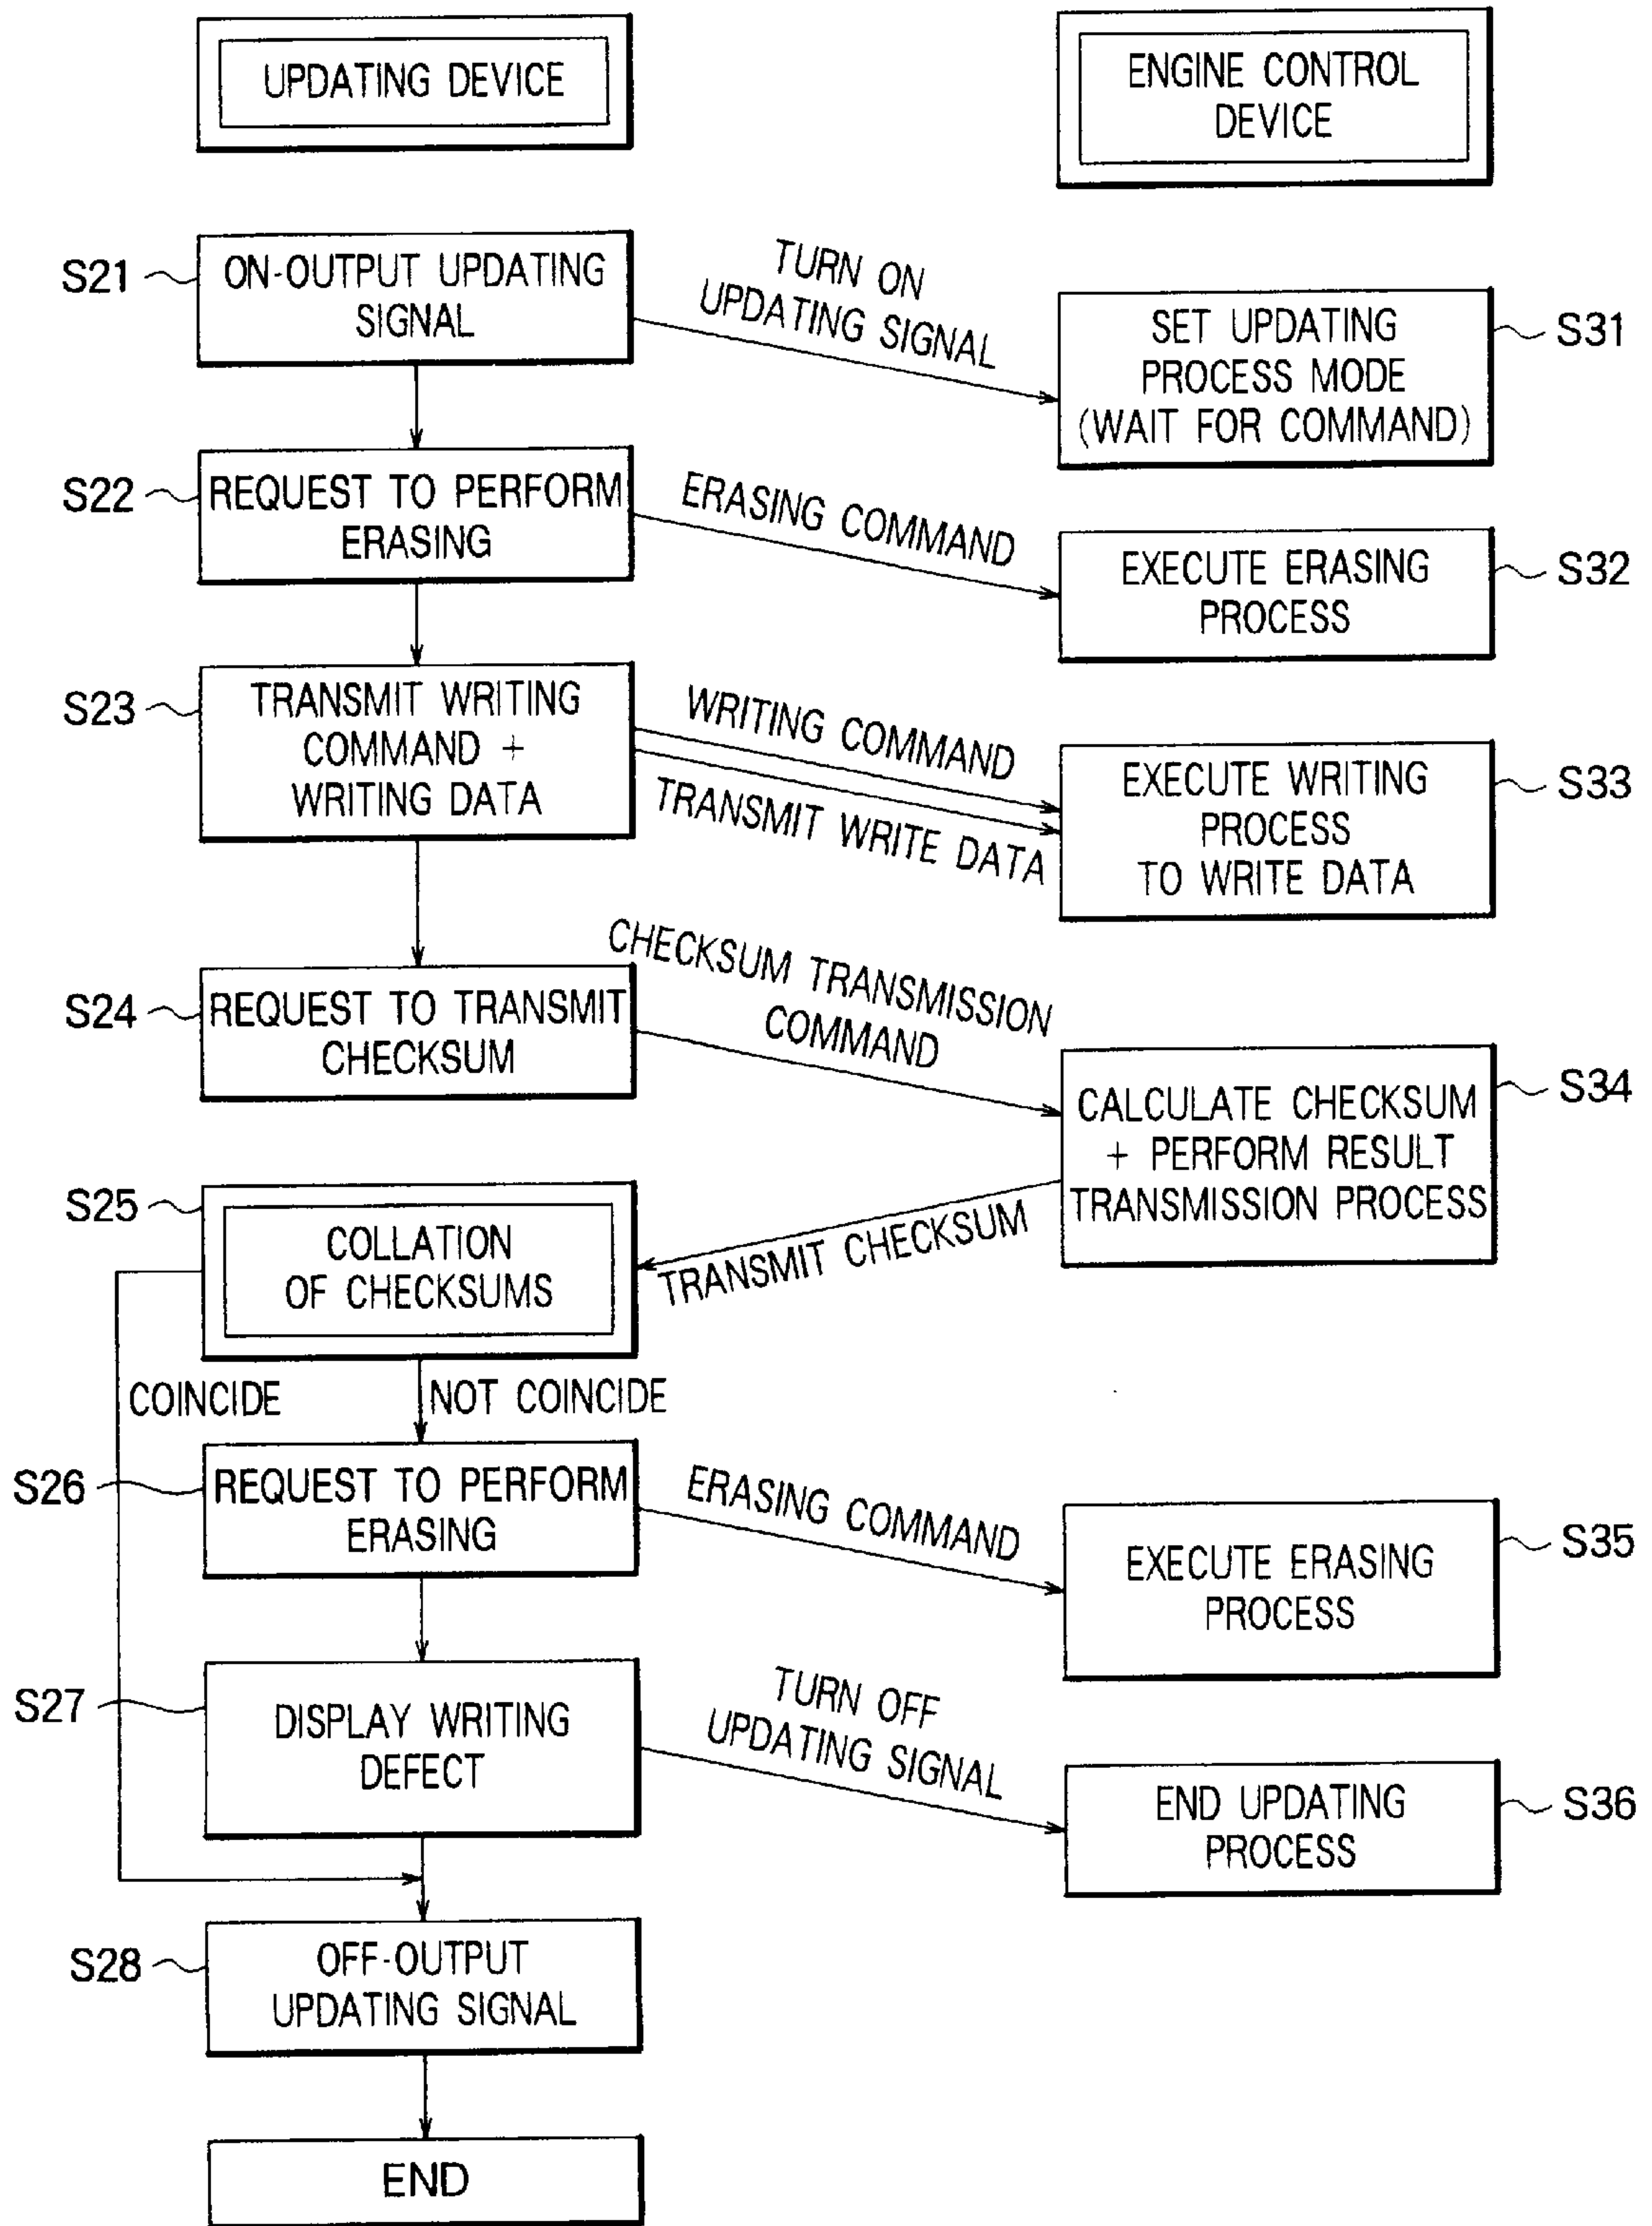 UPDATING DEVICE
ENGINE CONTROL
DEVICE
S21
ON-OUTPUT UPDATING
SIGNAL
TURN ON
UPDATING SIGNAL
SET UPDATING
PROCESS MODE
(WAIT FOR COMMAND)
S31
S22
REQUEST TO PERFORM
ERASING
ERASING COMMAND
EXECUTE ERASING
PROCESS
S32
S23
TRANSMIT WRITING
COMMAND +
WRITING DATA
WRITING COMMAND
TRANSMIT WRITE DATA
EXECUTE WRITING
PROCESS
TO WRITE DATA
S33
S24
REQUEST TO TRANSMIT
CHECKSUM
CHECKSUM TRANSMISSION
COMMAND
CALCULATE CHECKSUM
+ PERFORM RESULT
TRANSMISSION PROCESS
S34
S25
COLLATION
OF CHECKSUMS
TRANSMIT CHECKSUM
COINCIDE
NOT COINCIDE
S26
REQUEST TO PERFORM
ERASING
ERASING COMMAND
EXECUTE ERASING
PROCESS
S35
S27
DISPLAY WRITING
DEFECT
TURN OFF
UPDATING SIGNAL
END UPDATING
PROCESS
S36
S28
OFF-OUTPUT
UPDATING SIGNAL
END